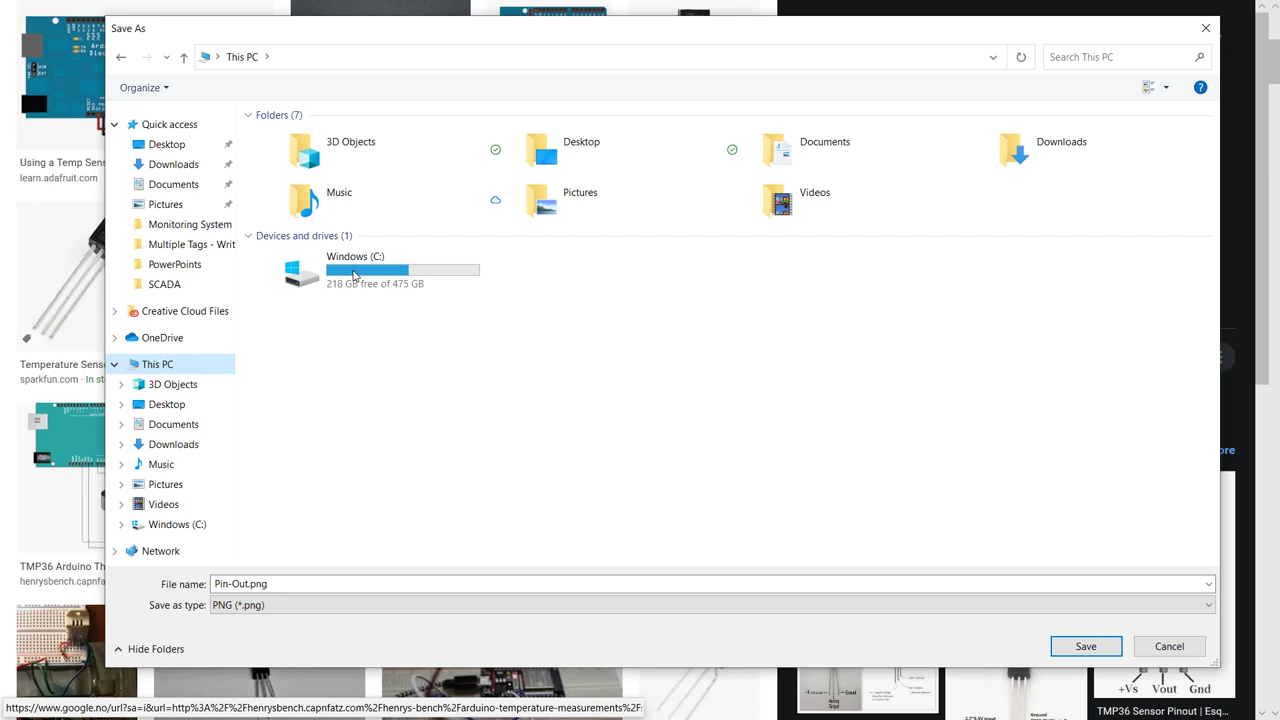 Save As
This PC
Search This PC
Organize
Folders (7)
Quick access
Desktop
Downloads
Documents
Pictures
Monitoring System
Multiple Tags - Writ
PowerPoints
SCADA
Creative Cloud Files
OneDrive
This PC
3D Objects
Desktop
Documents
Downloads
Music
Pictures
Videos
Windows (C:)
Network
3D Objects
Desktop
Documents
Downloads
Music
Pictures
Videos
Devices and drives (1)
Windows (C:)
218 GB free of 475 GB
File name:
Pin-Out.png
Save as type:
PNG (*.png)
Hide Folders
Save
Cancel
Using a Temp Sens
learn.adafruit.com
Temperature Senso
sparkfun.com · In st
TMP36 Arduino Th
henrysbench.capnfa
ore
+Vs Vout Gnd
TMP36 Sensor Pinout | Esq...
https://www.google.no/url?sa=i&url=http%3A%2F%2Fhenrysbench.capnfatz.com%2Fhenrys-bench%2Farduino-temperature-measurements%2F